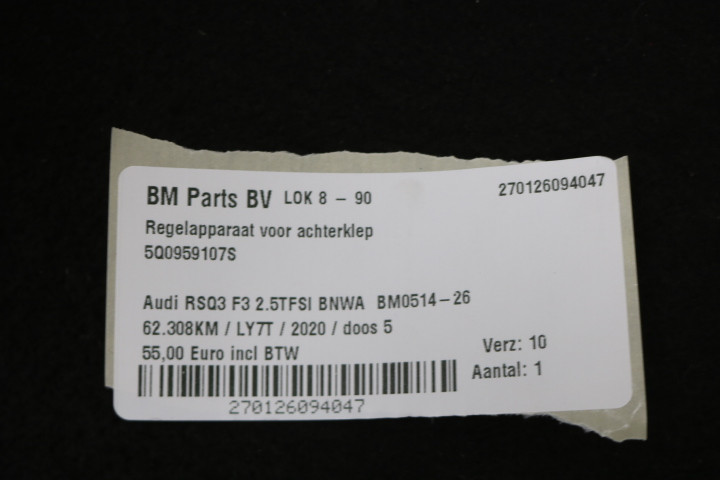 BM Parts BV LOK 8 - 90 270126094047
Regelapparaat voor achterklep
5Q0959107S
Audi RSQ3 F3 2.5TFSI BNWA BM0514-26
62.308KM / LY7T / 2020 / doos 5
55,00 Euro incl BTW Verz: 10
Aantal: 1
270126094047